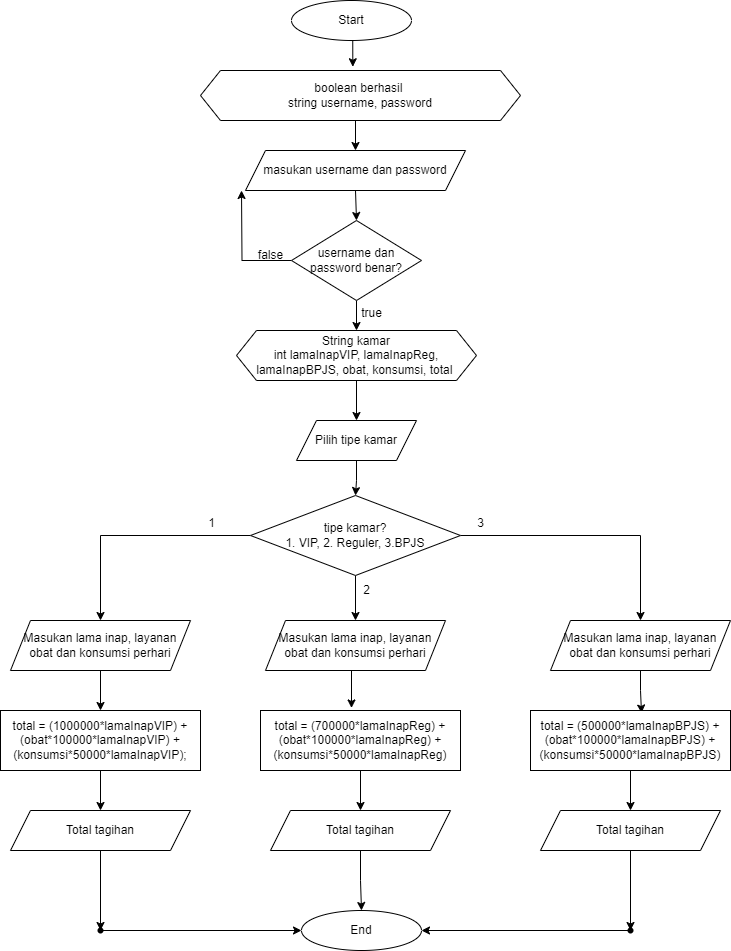 Start
boolean berhasil
string username, password
masukan username dan password
false
username dan
password benar?
true
String kamar
int lamaInapVIP, lamaInapReg,
lamaInapBPJS, obat, konsumsi, total
Pilih tipe kamar
1
tipe kamar?
1. VIP, 2. Reguler, 3.BPJS
3
2
Masukan lama inap, layanan
obat dan konsumsi perhari
Masukan lama inap, layanan
obat dan konsumsi perhari
Masukan lama inap, layanan
obat dan konsumsi perhari
total = (1000000*lamaInapVIP) +
(obat*100000*lamaInapVIP) +
(konsumsi*50000*lamaInapVIP);
total = (700000*lamaInapReg) +
(obat*100000*lamaInapReg) +
(konsumsi*50000*lamaInapReg)
total = (500000*lamaInapBPJS) +
(obat*100000*lamaInapBPJS) +
(konsumsi*50000*lamaInapBPJS)
Total tagihan
Total tagihan
Total tagihan
End